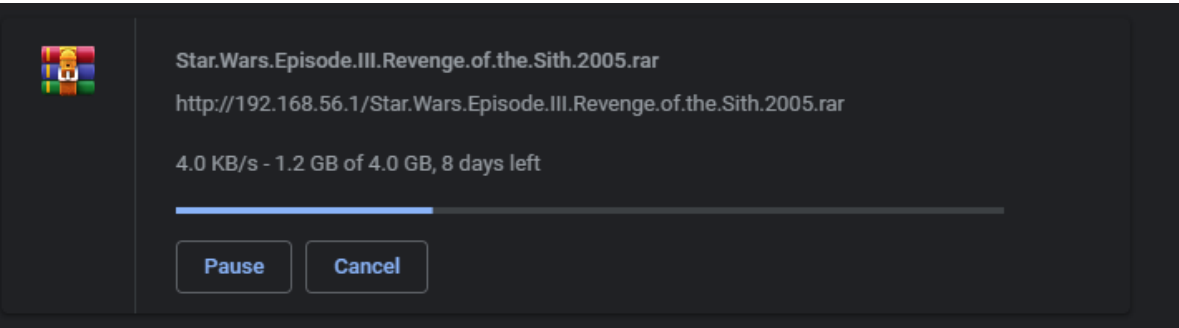 Star.Wars.Episode.III.Revenge.of.the.Sith.2005.rar
http://192.168.56.1/Star.Wars.Episode.III.Revenge.of.the.Sith.2005.rar
4.0 KB/s - 1.2 GB of 4.0 GB, 8 days left
Pause Cancel